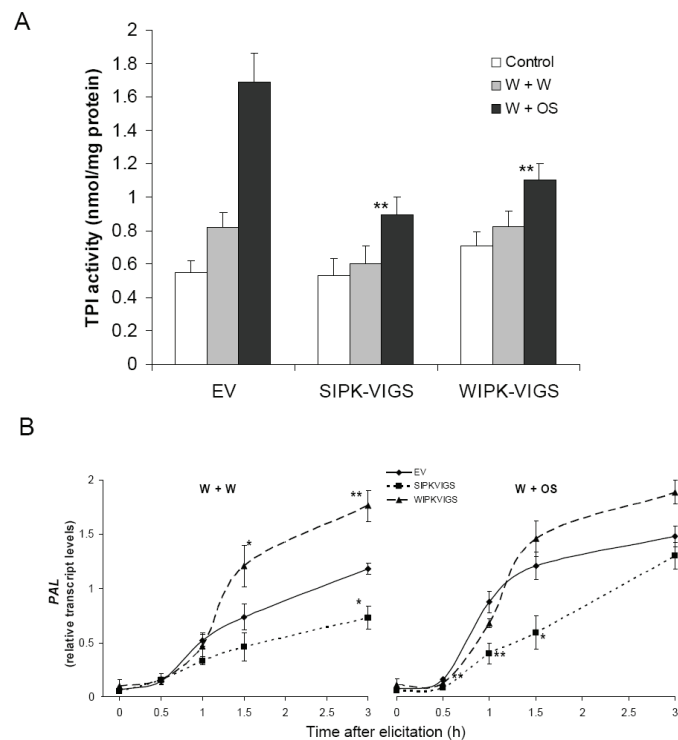 A
TPI activity (nmol/mg protein)
2
1.8
1.6
1.4
1.2
1
0.8
0.6
0.4
0.2
0
Control
W + W
W + OS
**
**
EV
SIPK-VIGS
WIPK-VIGS
B
PAL
(relative transcript levels)
2
1.5
1
0.5
0
W + W
EV
SIPKVIGS
WIPKVIGS
W + OS
**
*
*
**
**
*
0 0.5 1 1.5 2 2.5 3
0 0.5 1 1.5 2 2.5 3
Time after elicitation (h)